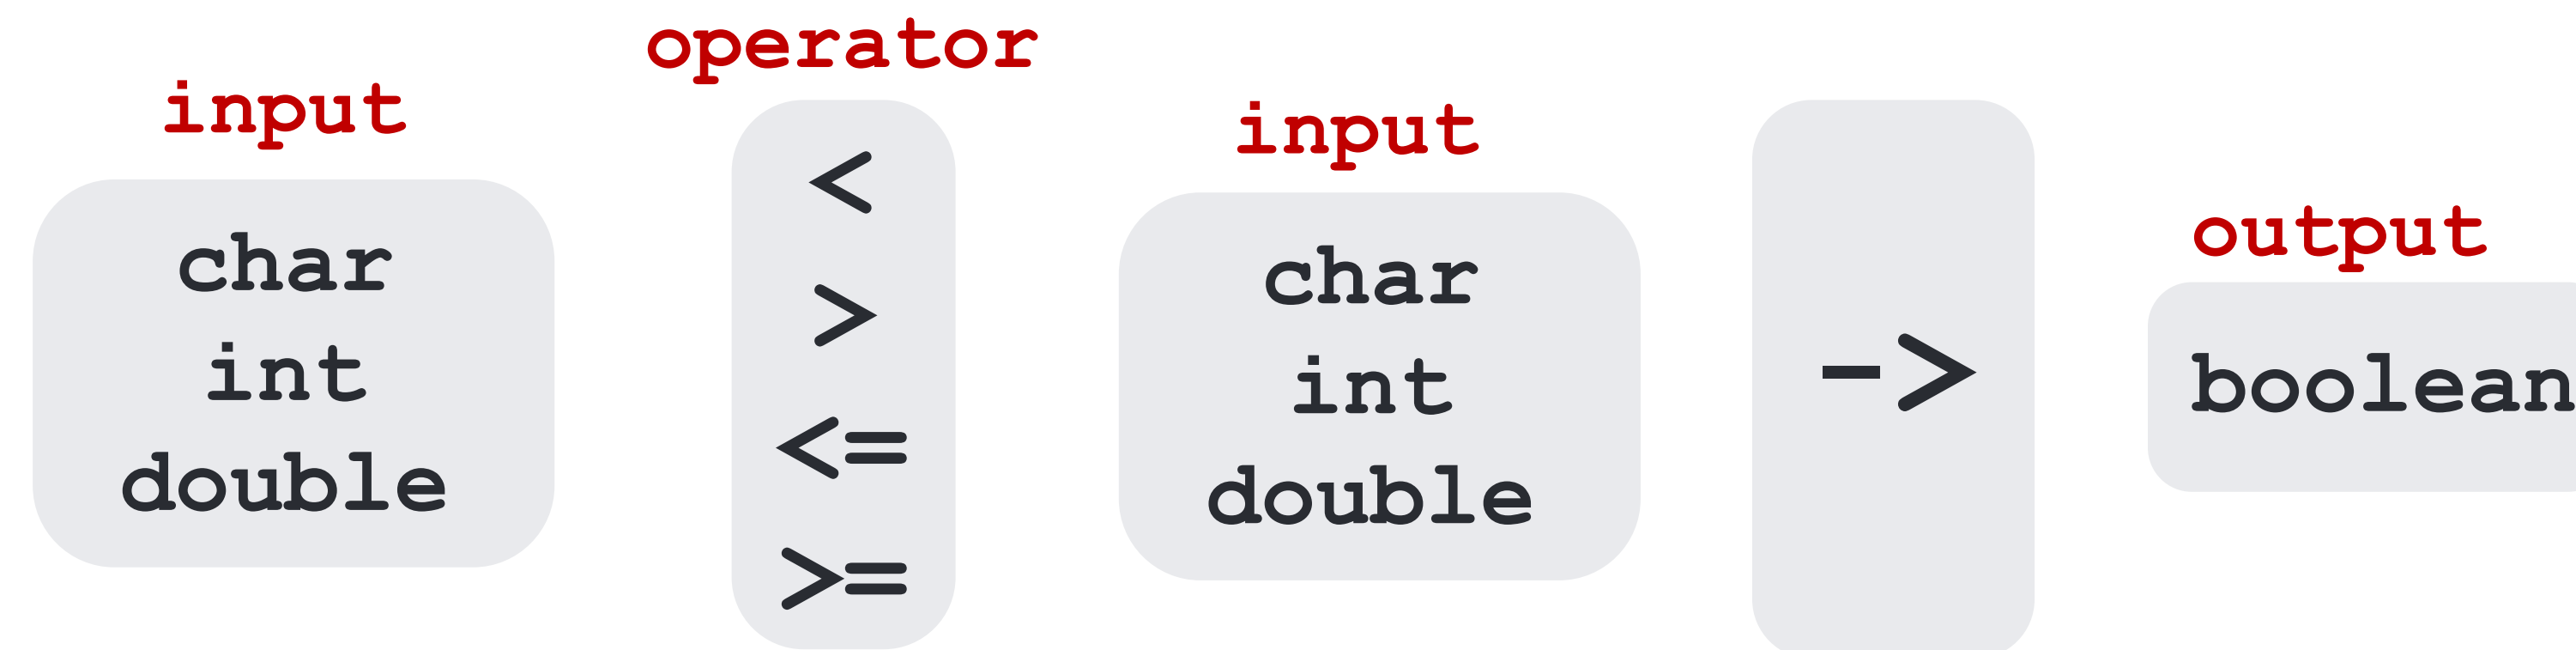 operator
input
input
output
char
int
double
<
>
<=
>=
char
int
double
->
boolean